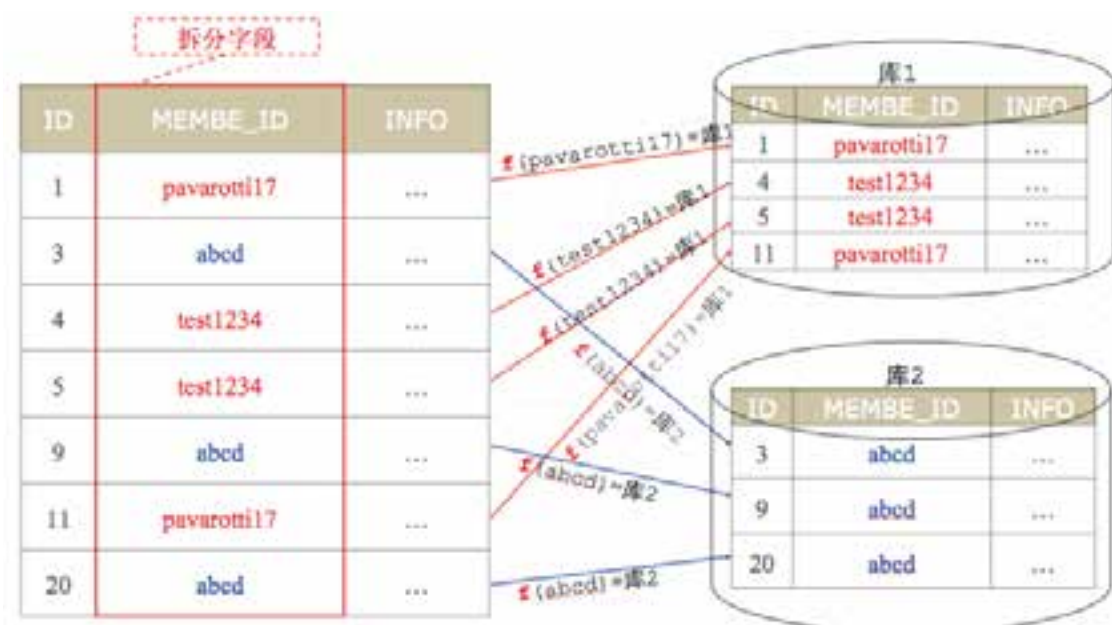 拆分字段
ID MEMBE_ID INFO
1 pavarotti17 ...
3 abcd ...
4 test1234 ...
5 test1234 ...
9 abcd ...
11 pavarotti17 ...
20 abcd ...
f(pavarotti17)=库1
f(test1234)=库1
f(test1234)=库1
f(abcd)=库2
f(abcd)=库2
f(abcd)=库2
库1
ID MEMBE_ID INFO
1 pavarotti17 ...
4 test1234 ...
5 test1234 ...
11 pavarotti17 ...
库2
ID MEMBE_ID INFO
3 abcd ...
9 abcd ...
20 abcd ...